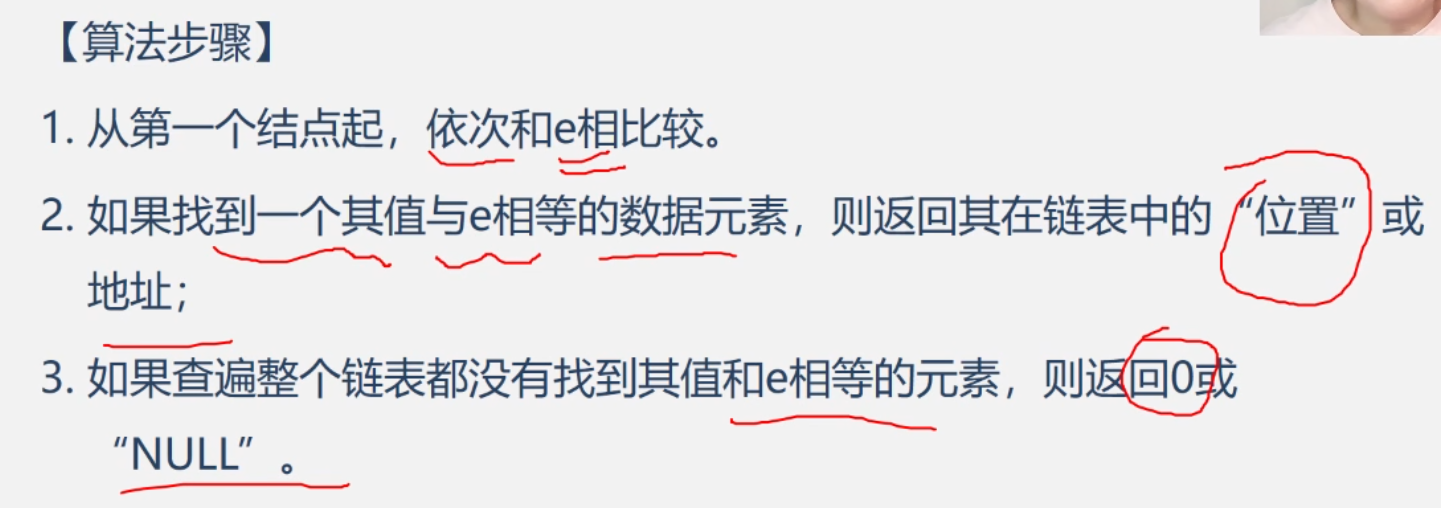 【算法步骤】
1. 从第一个结点起，依次和e相比较。
2. 如果找到一个其值与e相等的数据元素，则返回其在链表中的“位置”或
地址；
3. 如果查遍整个链表都没有找到其值和e相等的元素，则返回0或
“NULL”。